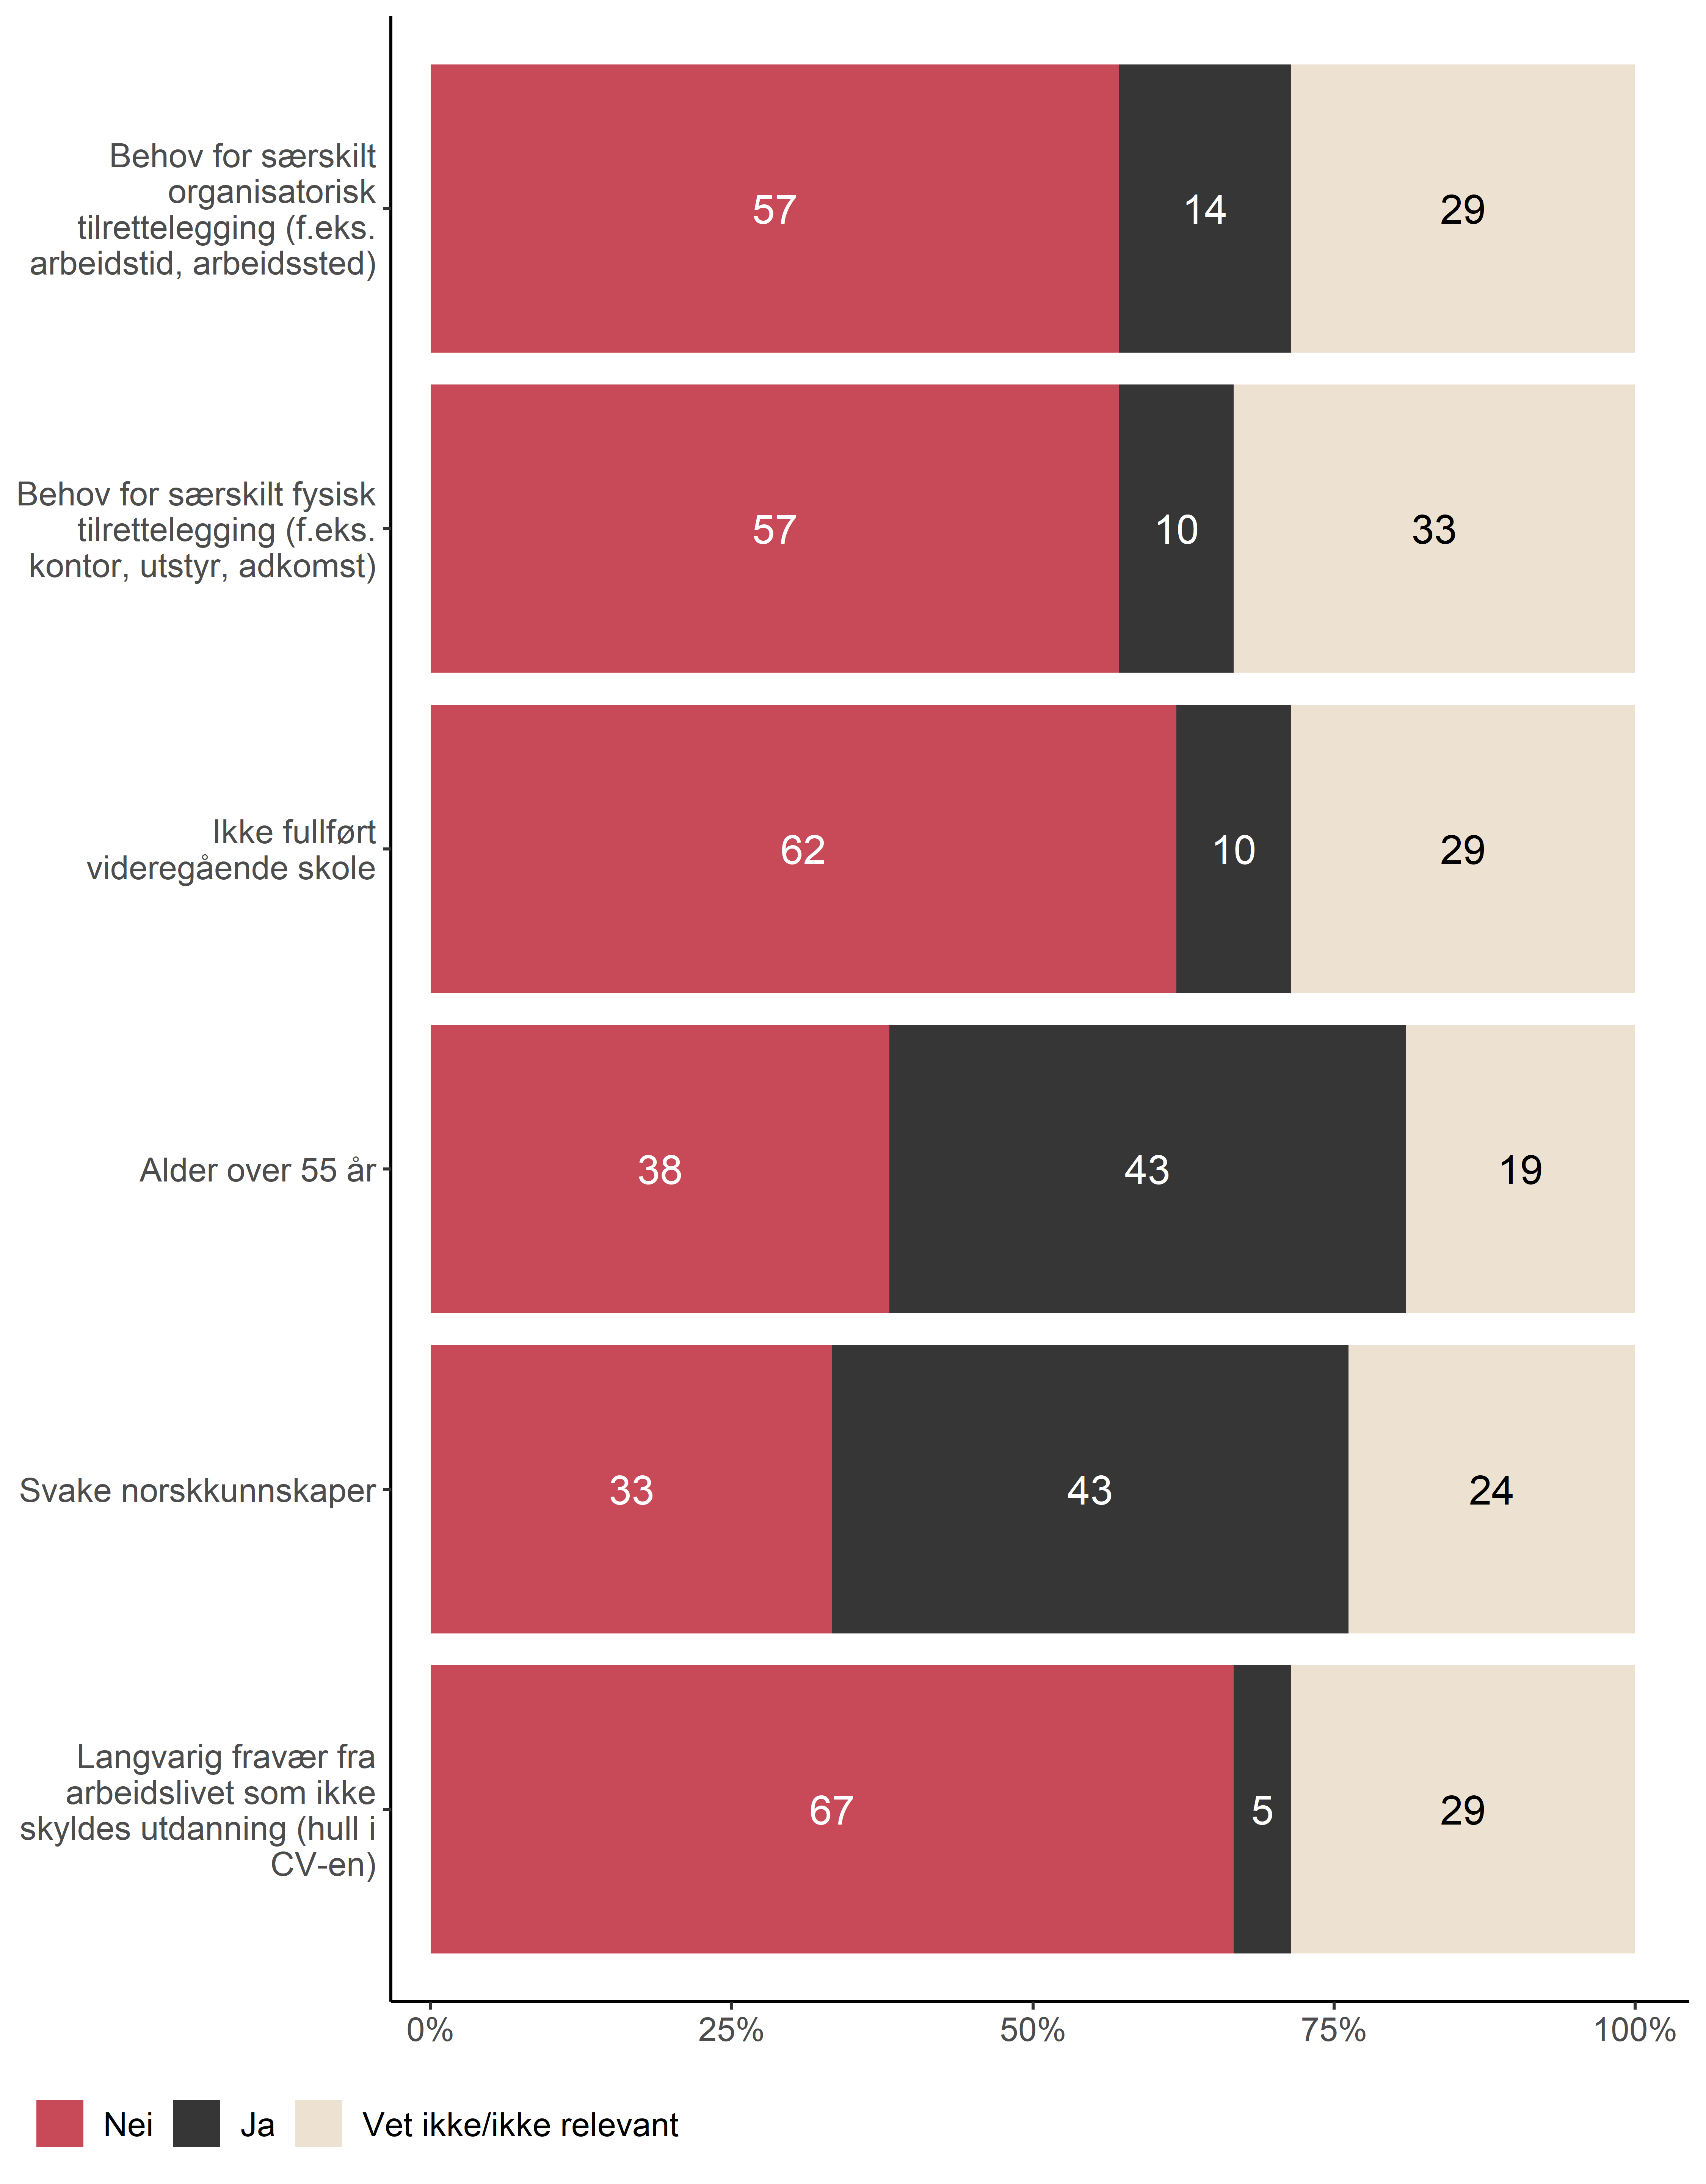 Behov for særskilt
organisatorisk
tilrettelegging (f.eks.
arbeidstid, arbeidssted)
57 14 29
Behov for særskilt fysisk
tilrettelegging (f.eks.
kontor, utstyr, adkomst)
57 10 33
Ikke fullført
videregående skole
62 10 29
Alder over 55 år
38 43 19
Svake norskkunnskaper
33 43 24
Langvarig fravær fra
arbeidslivet som ikke
skyldes utdanning (hull i
CV-en)
67 5 29
0% 25% 50% 75% 100%
Nei Ja Vet ikke/ikke relevant